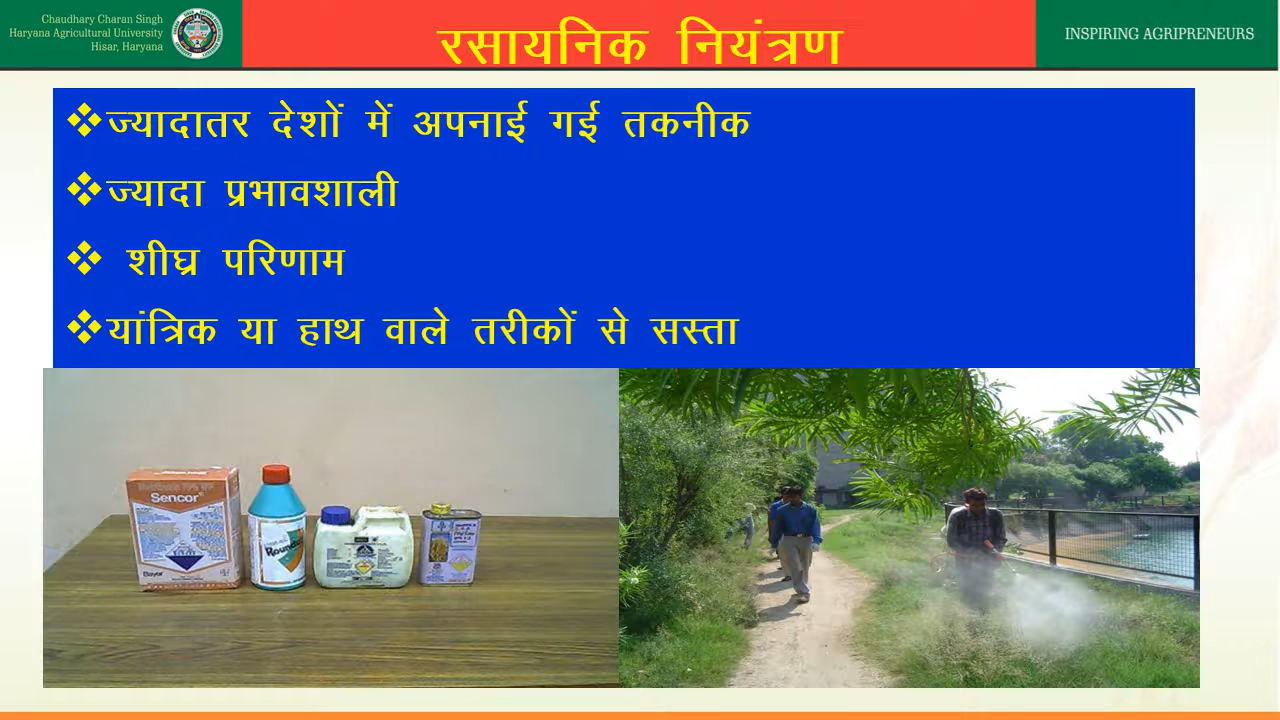 Chaudhary Charan Singh
Haryana Agricultural University
Hisar, Haryana
रसायनिक नियंत्रण
INSPIRING AGRIPRENEURS
❖ज्यादातर देशों में अपनाई गई तकनीक
❖ज्यादा प्रभावशाली
❖ शीघ्र परिणाम
❖यांत्रिक या हाथ वाले तरीकों से सस्ता
Sencor
Bayer